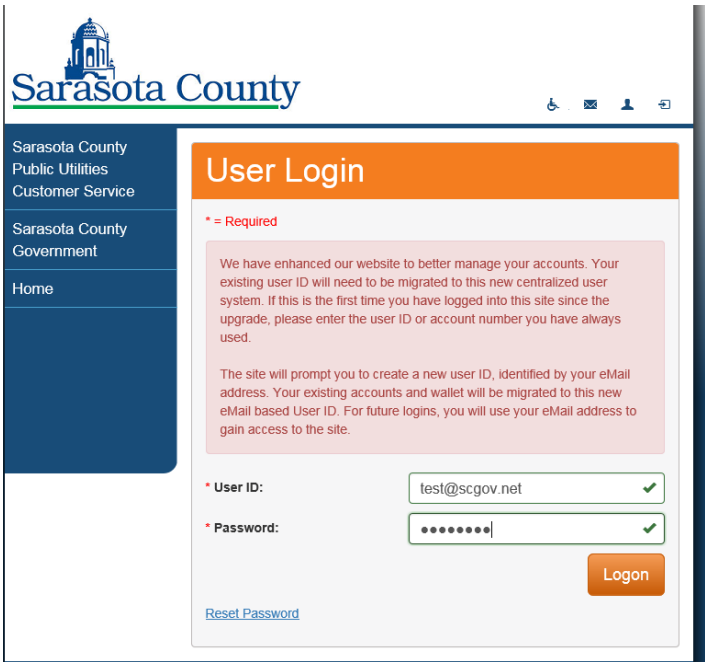 Sarasota County
Sarasota County
Public Utilities
Customer Service
Sarasota County
Government
Home
User Login
* = Required
We have enhanced our website to better manage your accounts. Your
existing user ID will need to be migrated to this new centralized user
system. If this is the first time you have logged into this site since the
upgrade, please enter the user ID or account number you have always
used.
The site will prompt you to create a new user ID, identified by your eMail
address. Your existing accounts and wallet will be migrated to this new
eMail based User ID. For future logins, you will use your eMail address to
gain access to the site.
* User ID: test@scgov.net
* Password: ●●●●●●●●
Logon
Reset Password